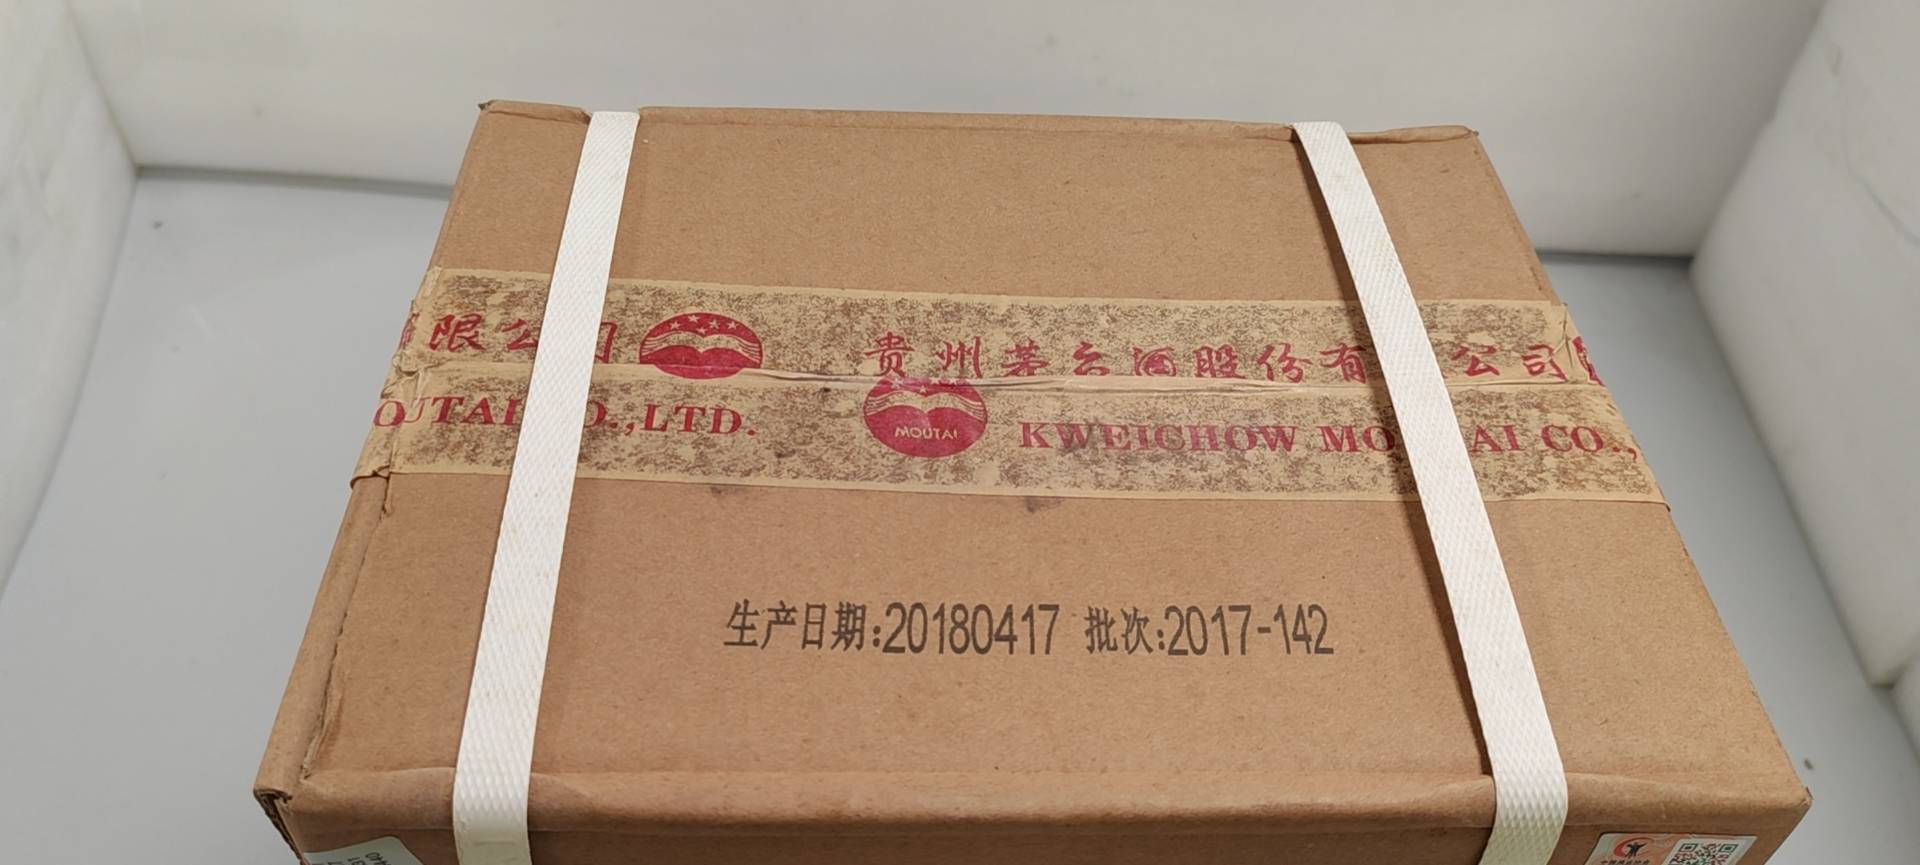 限公司 贵州茅台酒股份有 公司
OUTAI CO.,LTD. MOUTAI KWEICHOW MOUTAI CO.,
生产日期:20180417 批次:2017-142